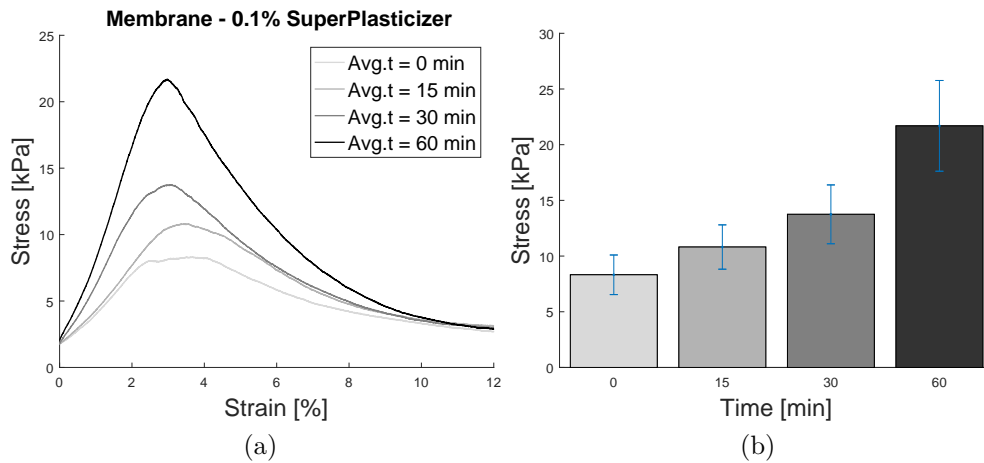 Membrane - 0.1% SuperPlasticizer
25
20
15
10
5
0
Stress [kPa]
Avg.t = 0 min
Avg.t = 15 min
Avg.t = 30 min
Avg.t = 60 min
0 2 4 6 8 10 12
Strain [%]
(a)
30
25
20
15
10
5
0
Stress [kPa]
0 15 30 60
Time [min]
(b)